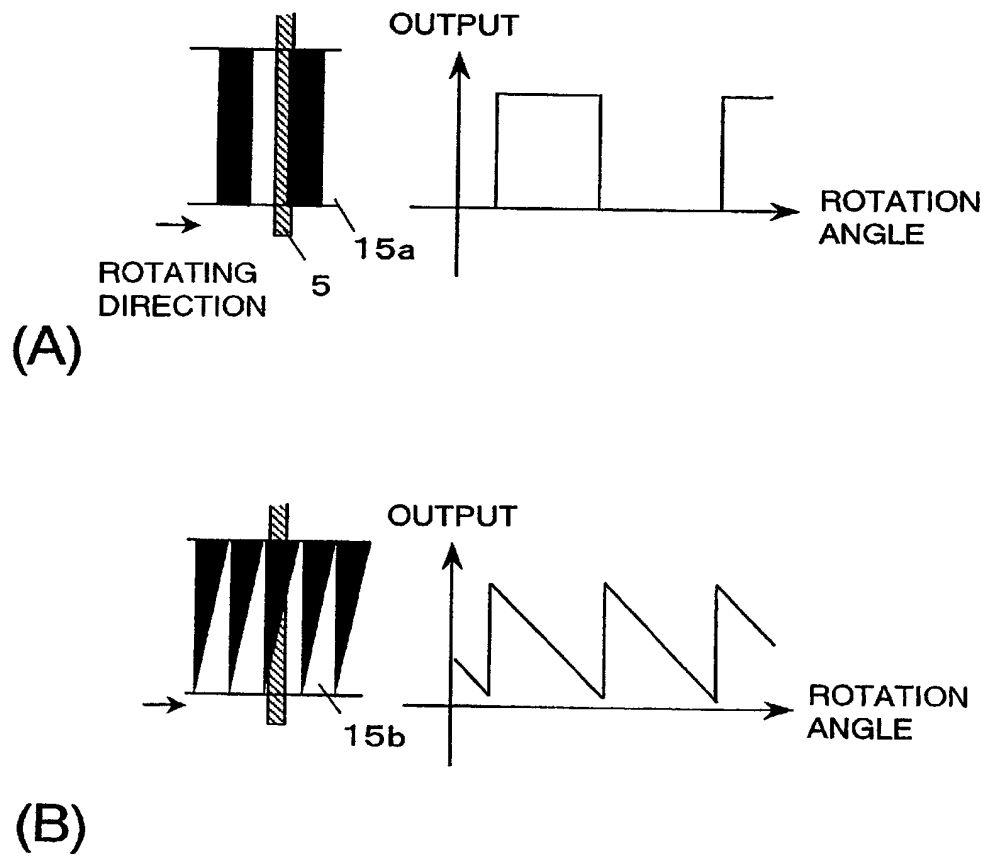 OUTPUT
ROTATION
ANGLE
15a
5
ROTATING
DIRECTION
(A)
OUTPUT
ROTATION
ANGLE
15b
(B)